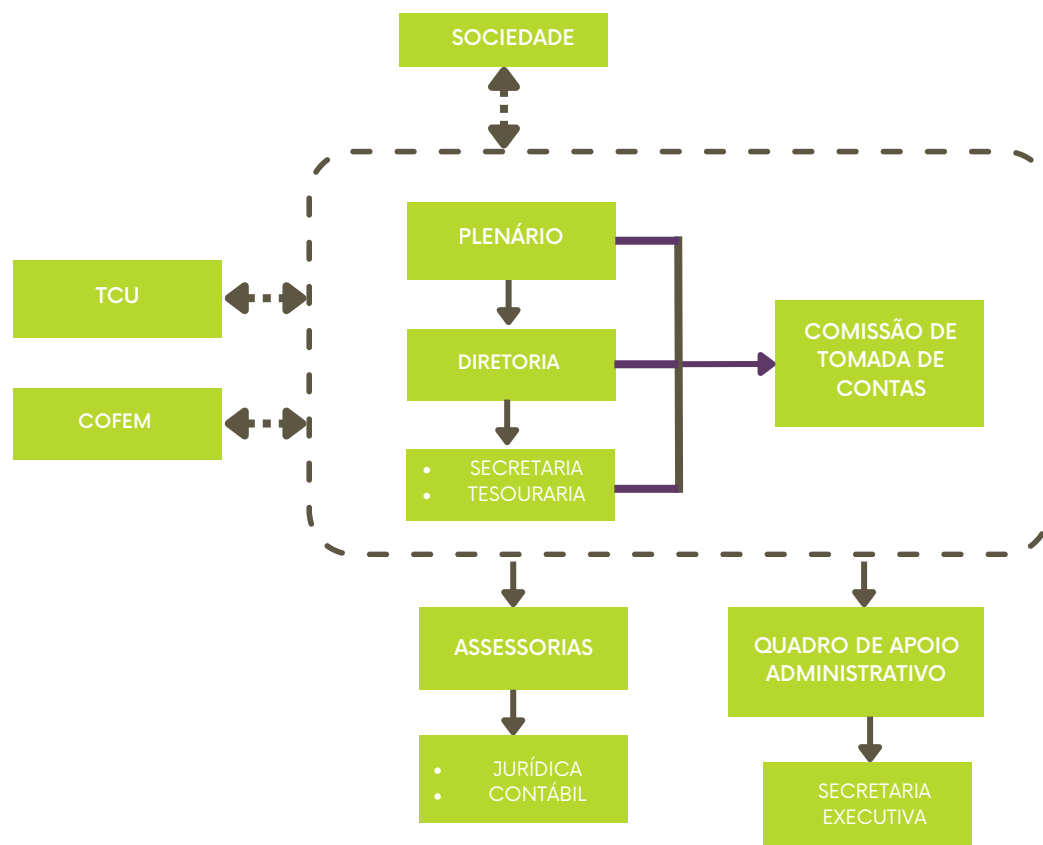 SOCIEDADE
PLENÁRIO
TCU
DIRETORIA
COMISSÃO DE
TOMADA DE
CONTAS
COFEM
• SECRETARIA
• TESOURARIA
ASSESSORIAS
QUADRO DE APOIO
ADMINISTRATIVO
• JURÍDICA
• CONTÁBIL
SECRETARIA
EXECUTIVA